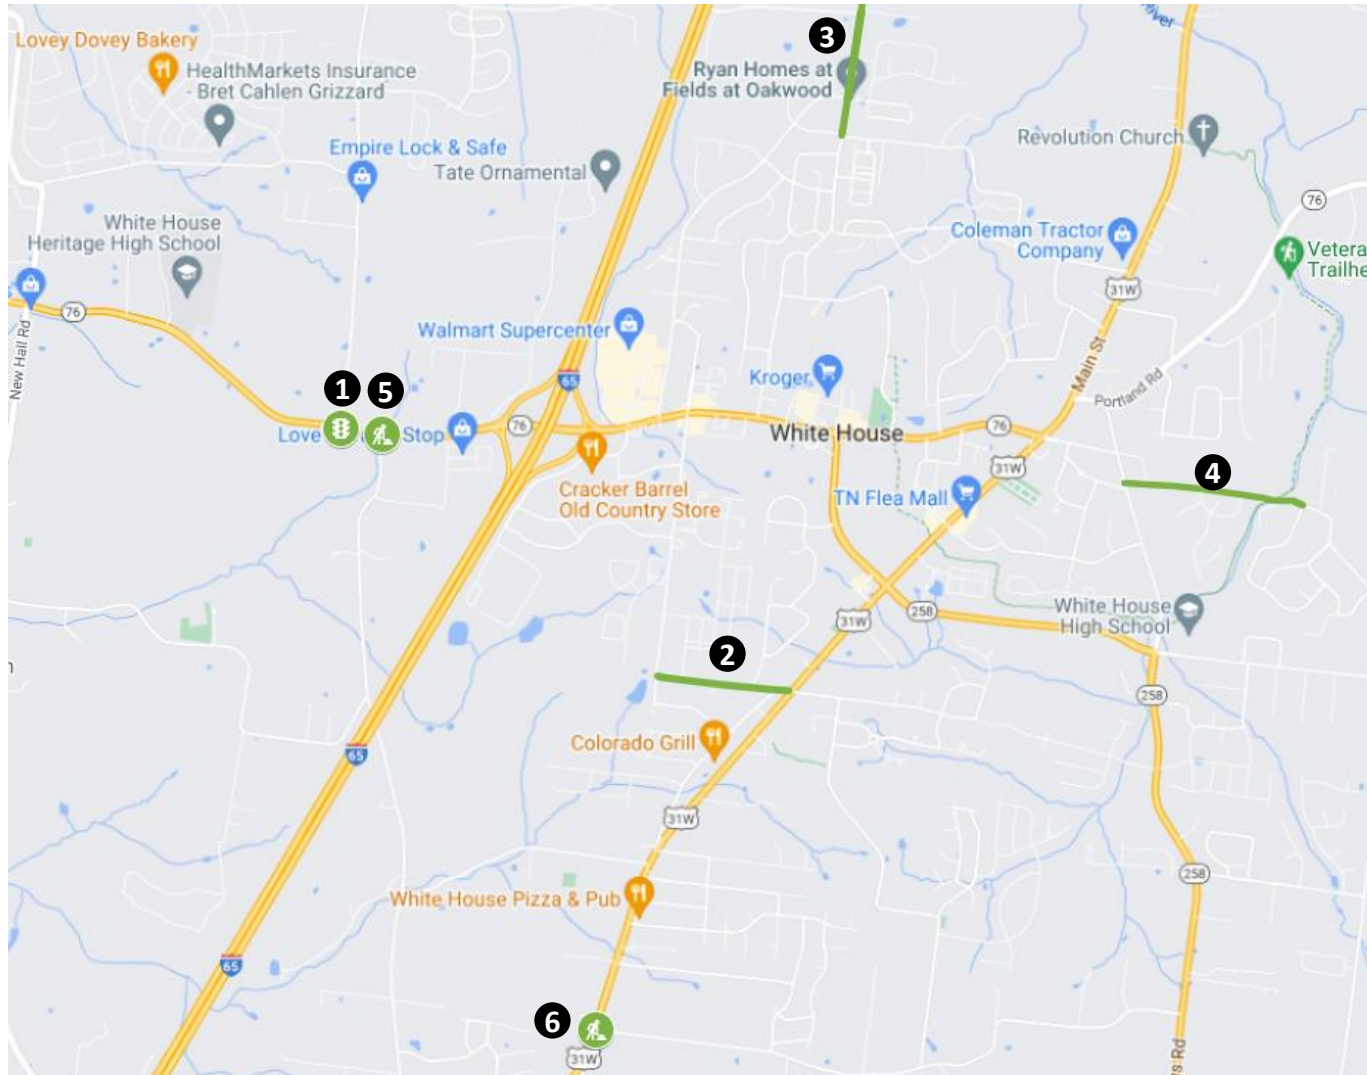 3
Lovey Dovey Bakery
HealthMarkets Insurance
- Bret Cahlen Grizzard
Ryan Homes at
Fields at Oakwood
Revolution Church
Empire Lock & Safe
Tate Ornamental
76
White House
Heritage High School
Coleman Tractor
Company
Vetera
Trailhe
31W
76
New Hall Rd
Walmart Supercenter
Main St
65
Kroger
1
5
Portland Rd
Love
Stop
76
White House
76
31W
4
TN Flea Mall
Cracker Barrel
Old Country Store
White House
High School
258
31W
2
258
Colorado Grill
65
31W
258
White House Pizza & Pub
65
6
31W
s Rd